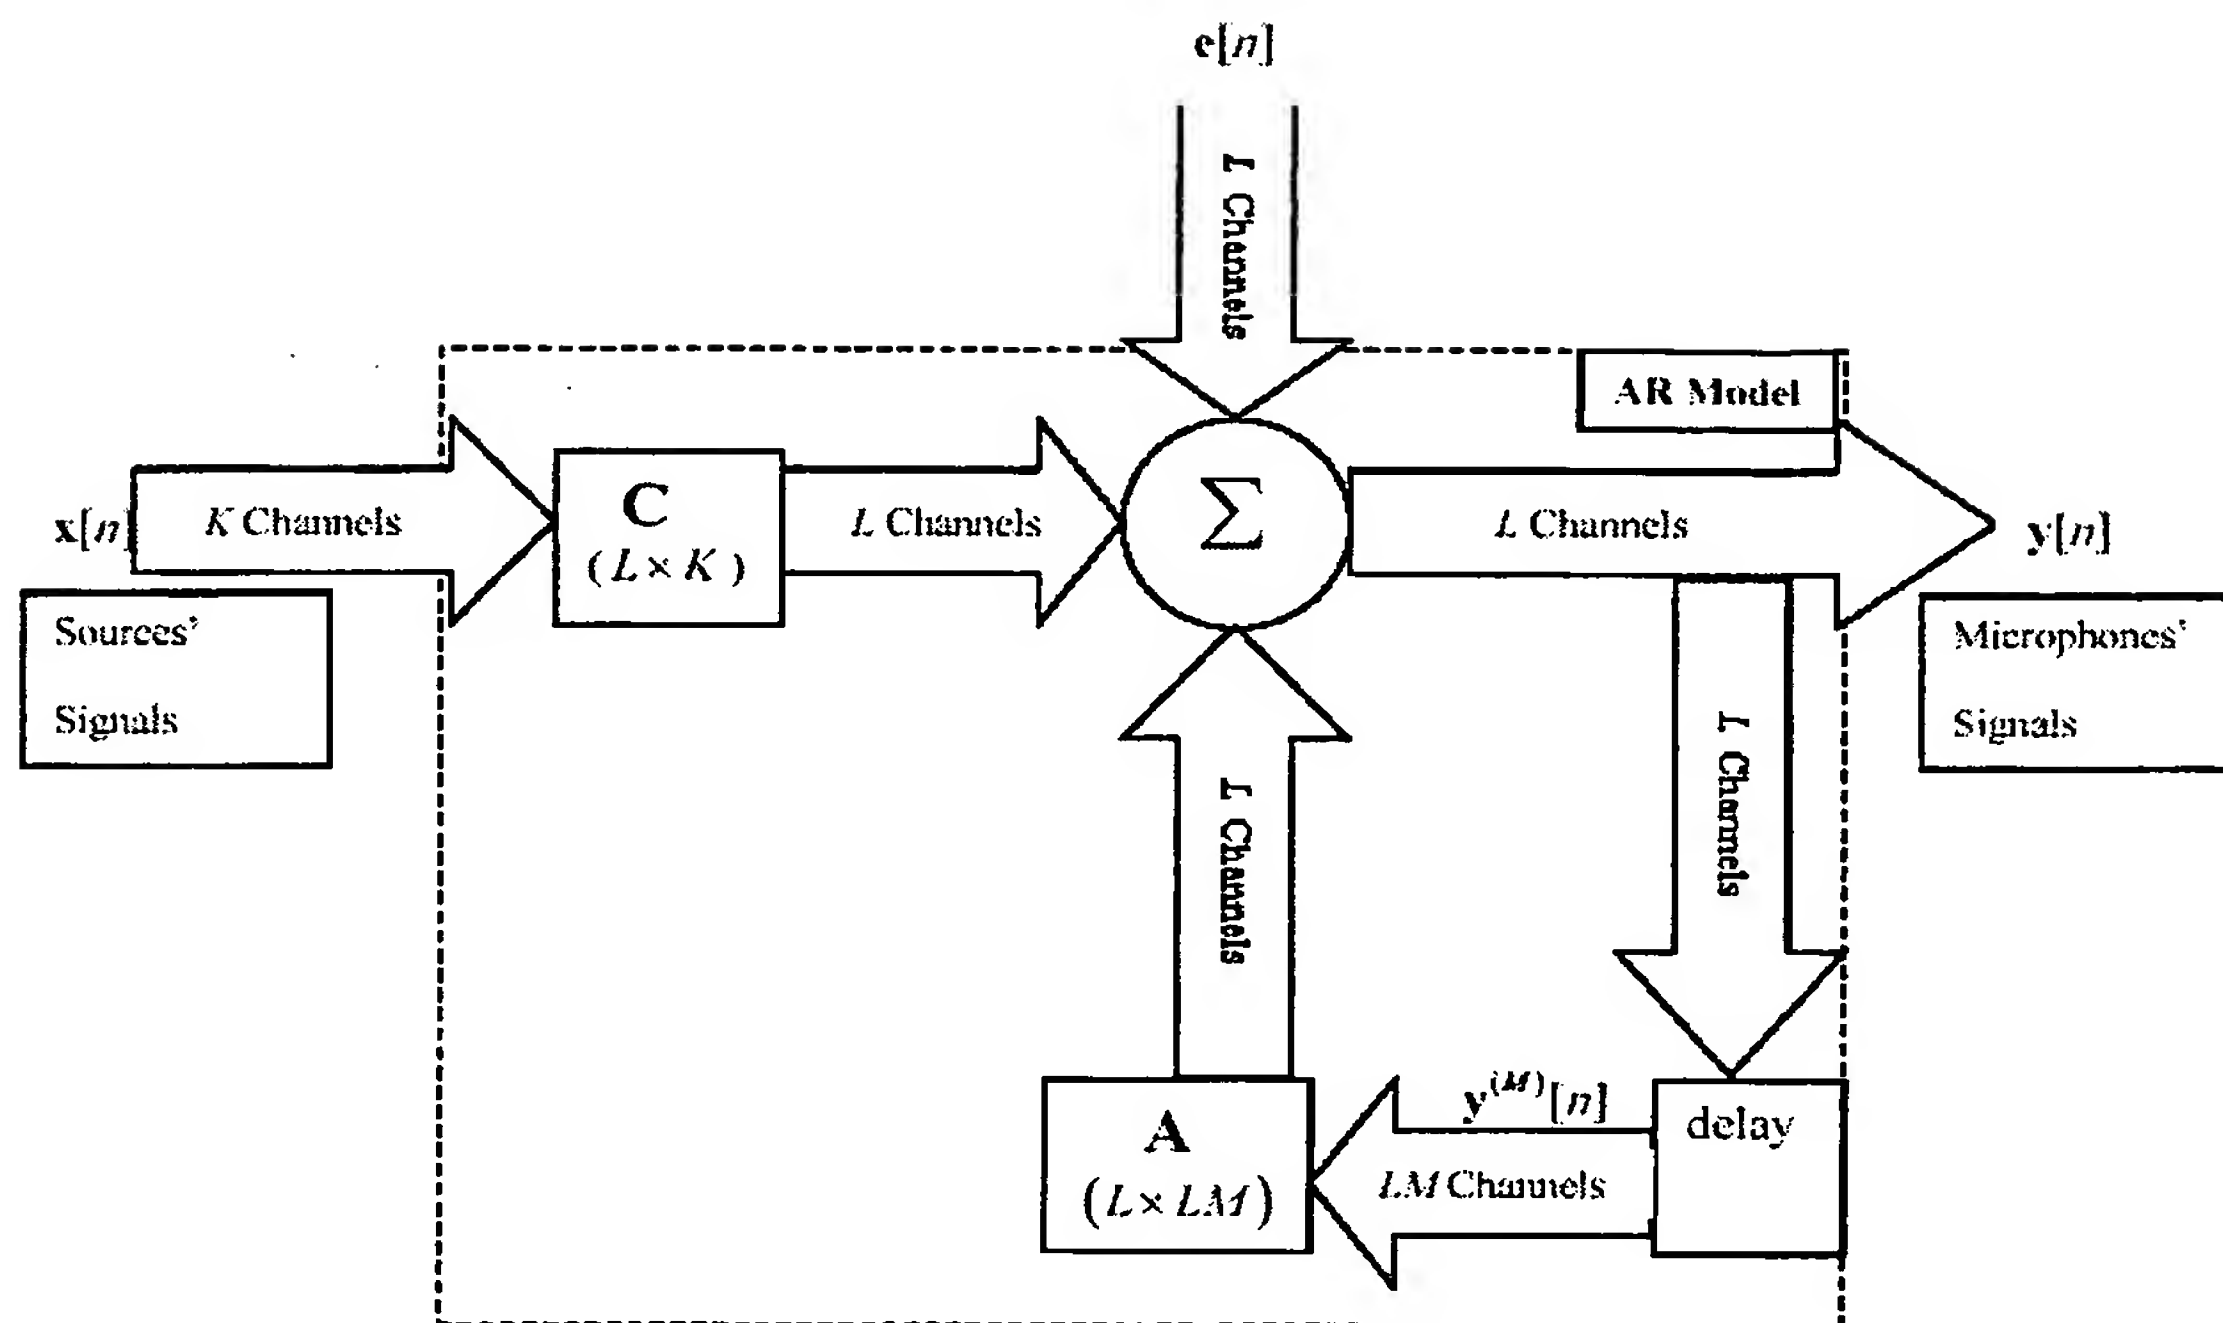 e[n]
L Channels
AR Model
x[n]
K Channels
C
(L × K)
L Channels
Σ
L Channels
y[n]
Sources'
Signals
Microphones'
Signals
L Channels
L Channels
A
(L × LM)
y^(M)[n]
LM Channels
delay